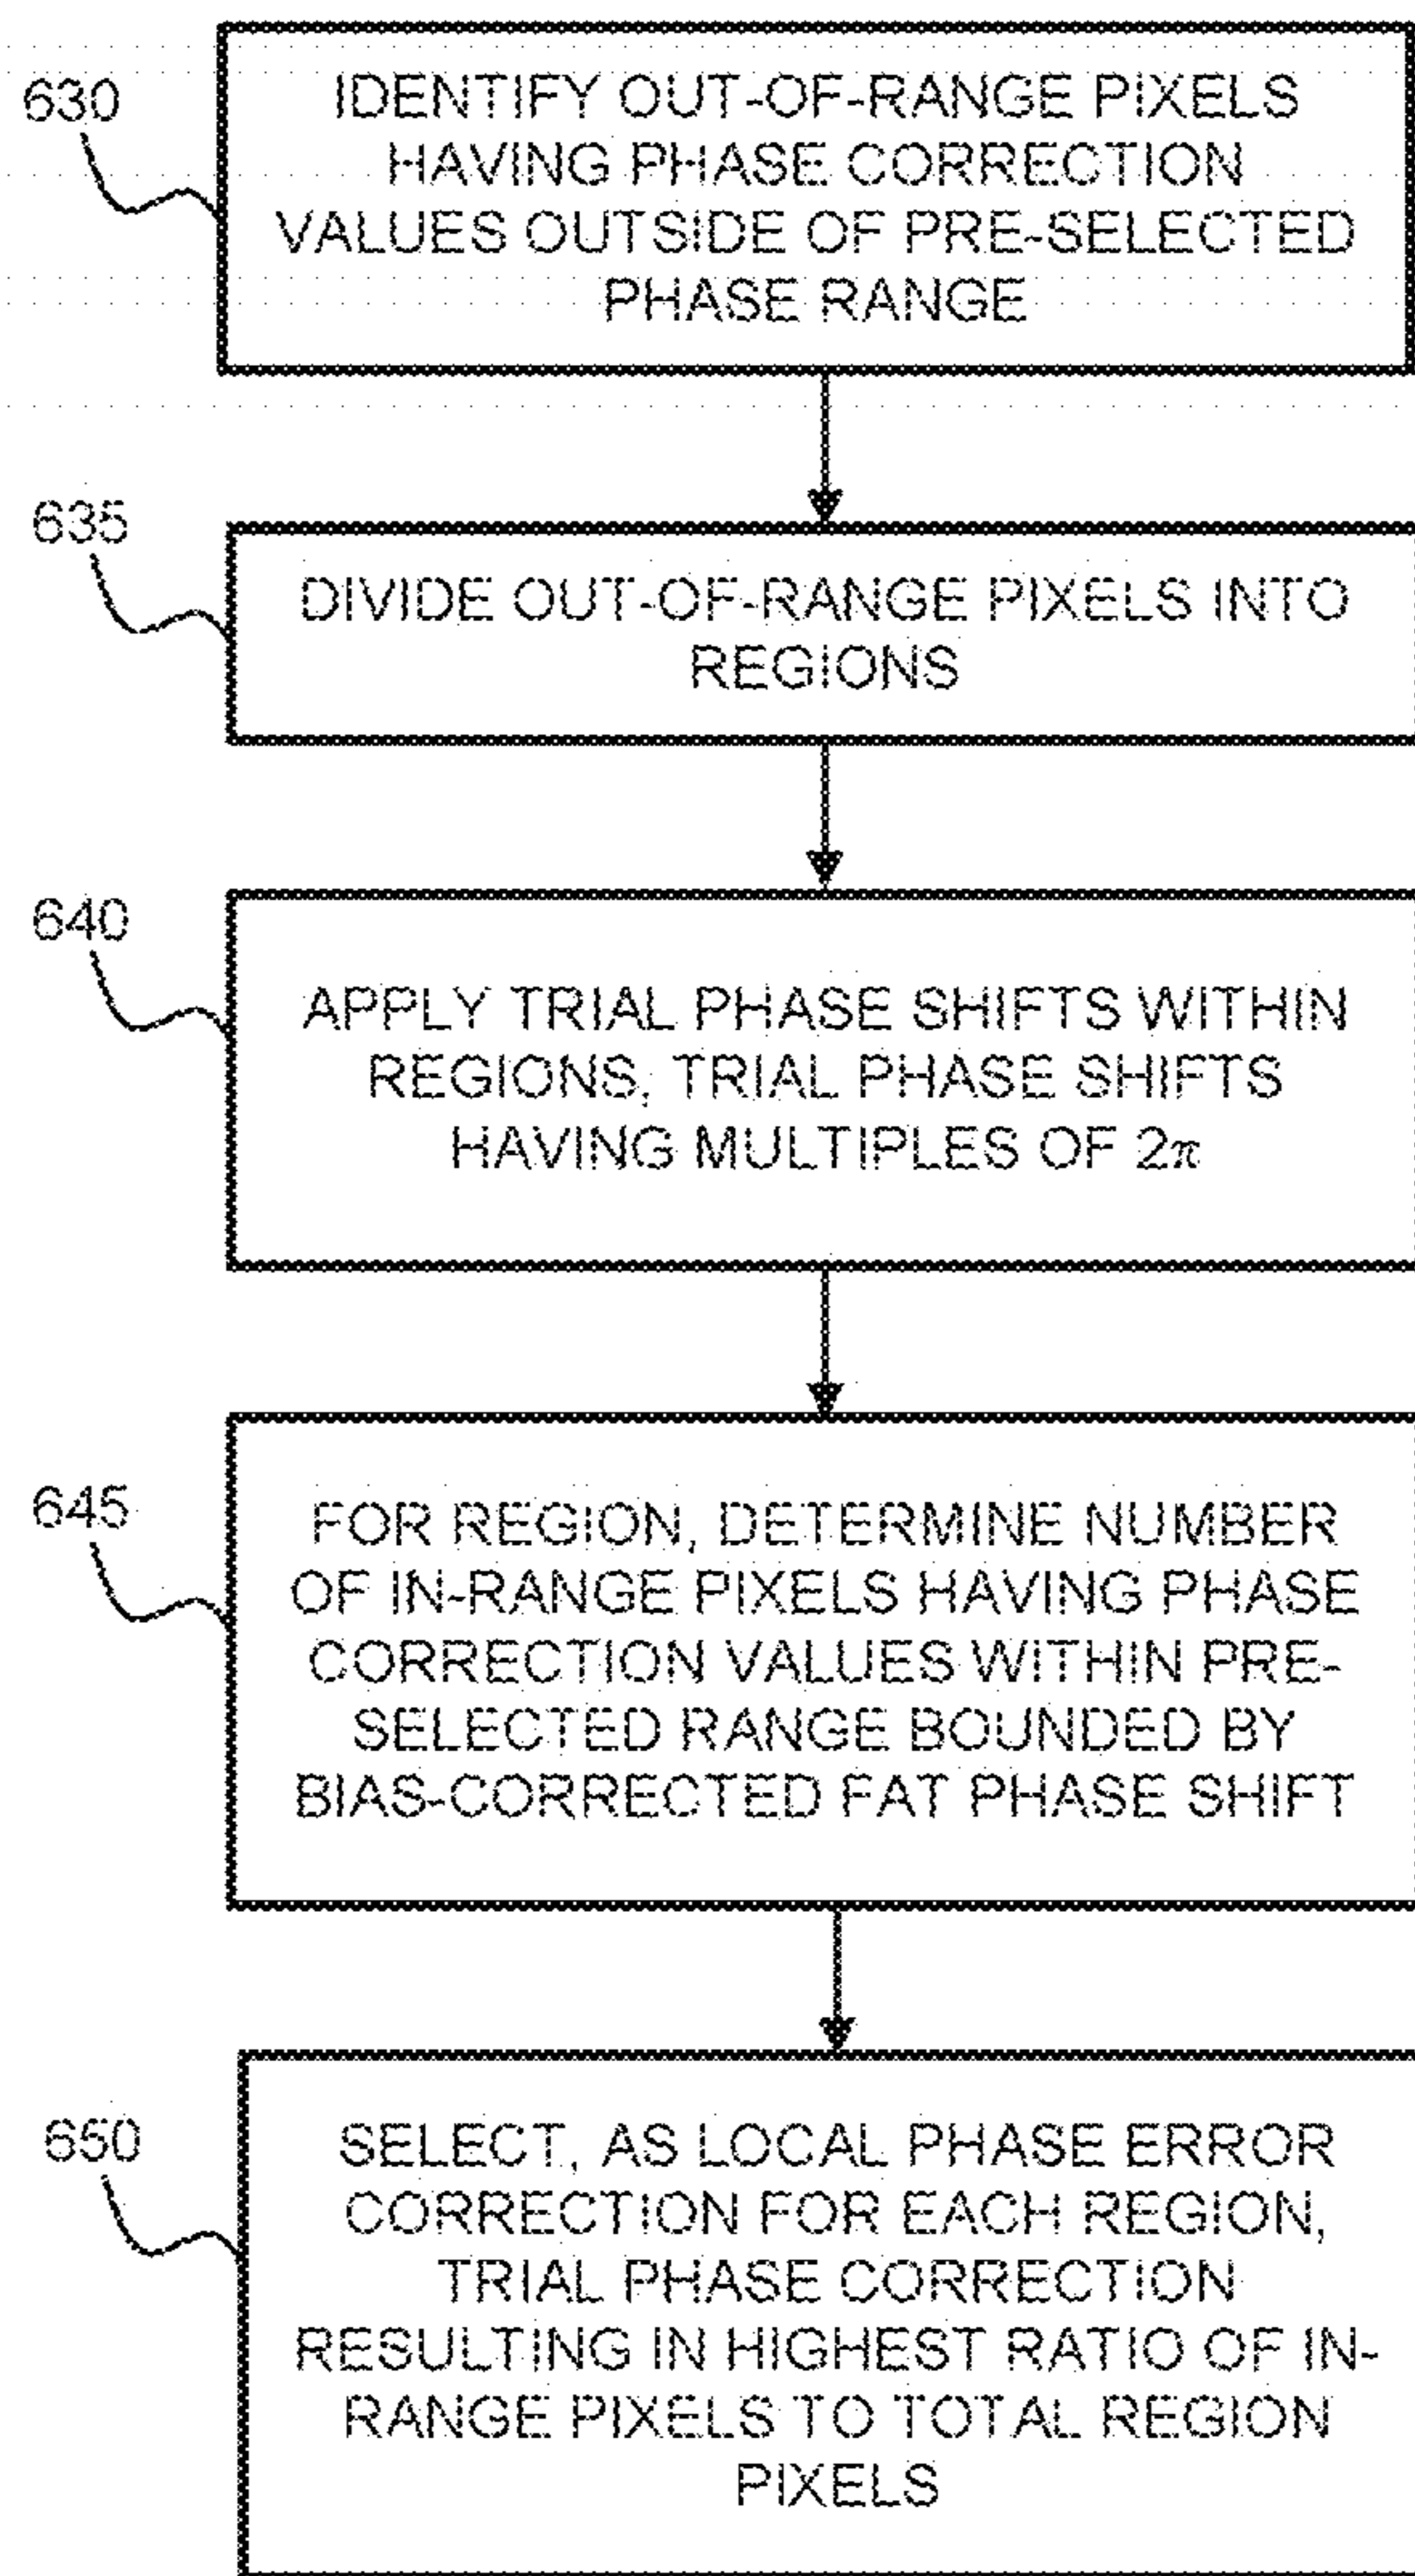 630
IDENTIFY OUT-OF-RANGE PIXELS
HAVING PHASE CORRECTION
VALUES OUTSIDE OF PRE-SELECTED
PHASE RANGE
635
DIVIDE OUT-OF-RANGE PIXELS INTO
REGIONS
640
APPLY TRIAL PHASE SHIFTS WITHIN
REGIONS, TRIAL PHASE SHIFTS
HAVING MULTIPLES OF 2π
645
FOR REGION, DETERMINE NUMBER
OF IN-RANGE PIXELS HAVING PHASE
CORRECTION VALUES WITHIN PRE-
SELECTED RANGE BOUNDED BY
BIAS-CORRECTED FAT PHASE SHIFT
650
SELECT, AS LOCAL PHASE ERROR
CORRECTION FOR EACH REGION,
TRIAL PHASE CORRECTION
RESULTING IN HIGHEST RATIO OF IN-
RANGE PIXELS TO TOTAL REGION
PIXELS